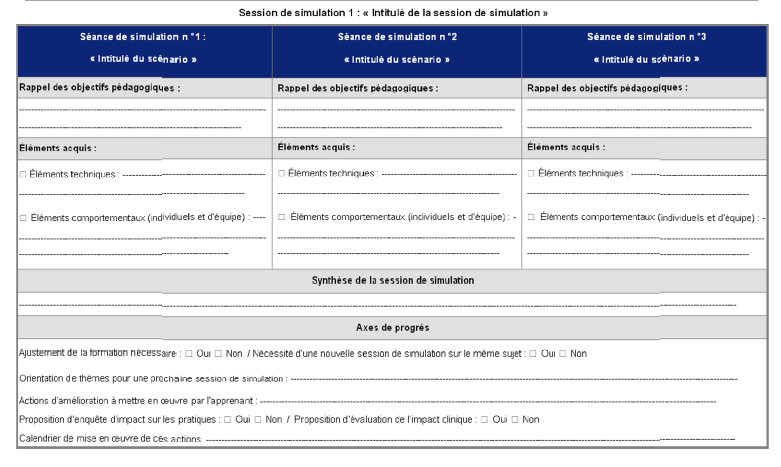 Session de simulation 1 : « Intitulé de la session de simulation »
Séance de simulation n °1 :
« Intitulé du scénario »
Séance de simulation n °2
« Intitulé du scénario »
Séance de simulation n °3
« Intitulé du scénario »
Rappel des objectifs pédagogiques :
Rappel des objectifs pédagogiques :
Rappel des objectifs pédagogiques :
Éléments acquis :
Éléments acquis :
Éléments acquis :
□ Éléments techniques :
□ Éléments techniques :
□ Éléments techniques :
□ Éléments comportementaux (individuels et d'équipe) :
□ Éléments comportementaux (individuels et d'équipe) :
□ Éléments comportementaux (individuels et d'équipe) :
Synthèse de la session de simulation
Axes de progrès
Ajustement de la formation nécessaire : □ Oui □ Non / Nécessité d'une nouvelle session de simulation sur le même sujet : □ Oui □ Non
Orientation de thèmes pour une prochaine session de simulation :
Actions d'amélioration à mettre en œuvre par l'apprenant :
Proposition d'enquête d'impact sur les pratiques : □ Oui □ Non / Proposition d'évaluation de l'impact clinique : □ Oui □ Non
Calendrier de mise en œuvre de ces actions